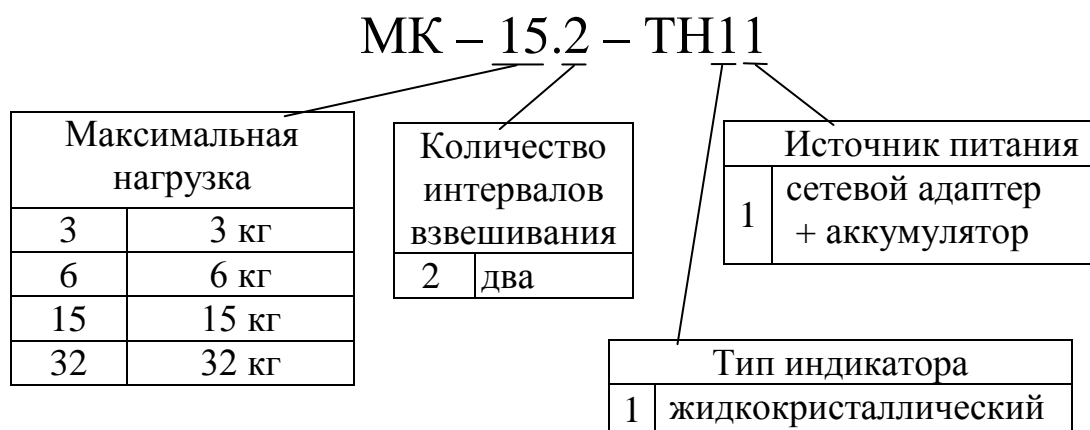 МК – 15.2 – ТН11
Максимальная
нагрузка
3 3 кг
6 6 кг
15 15 кг
32 32 кг
Количество
интервалов
взвешивания
2 два
Источник питания
1 сетевой адаптер
+ аккумулятор
Тип индикатора
1 жидкокристаллический